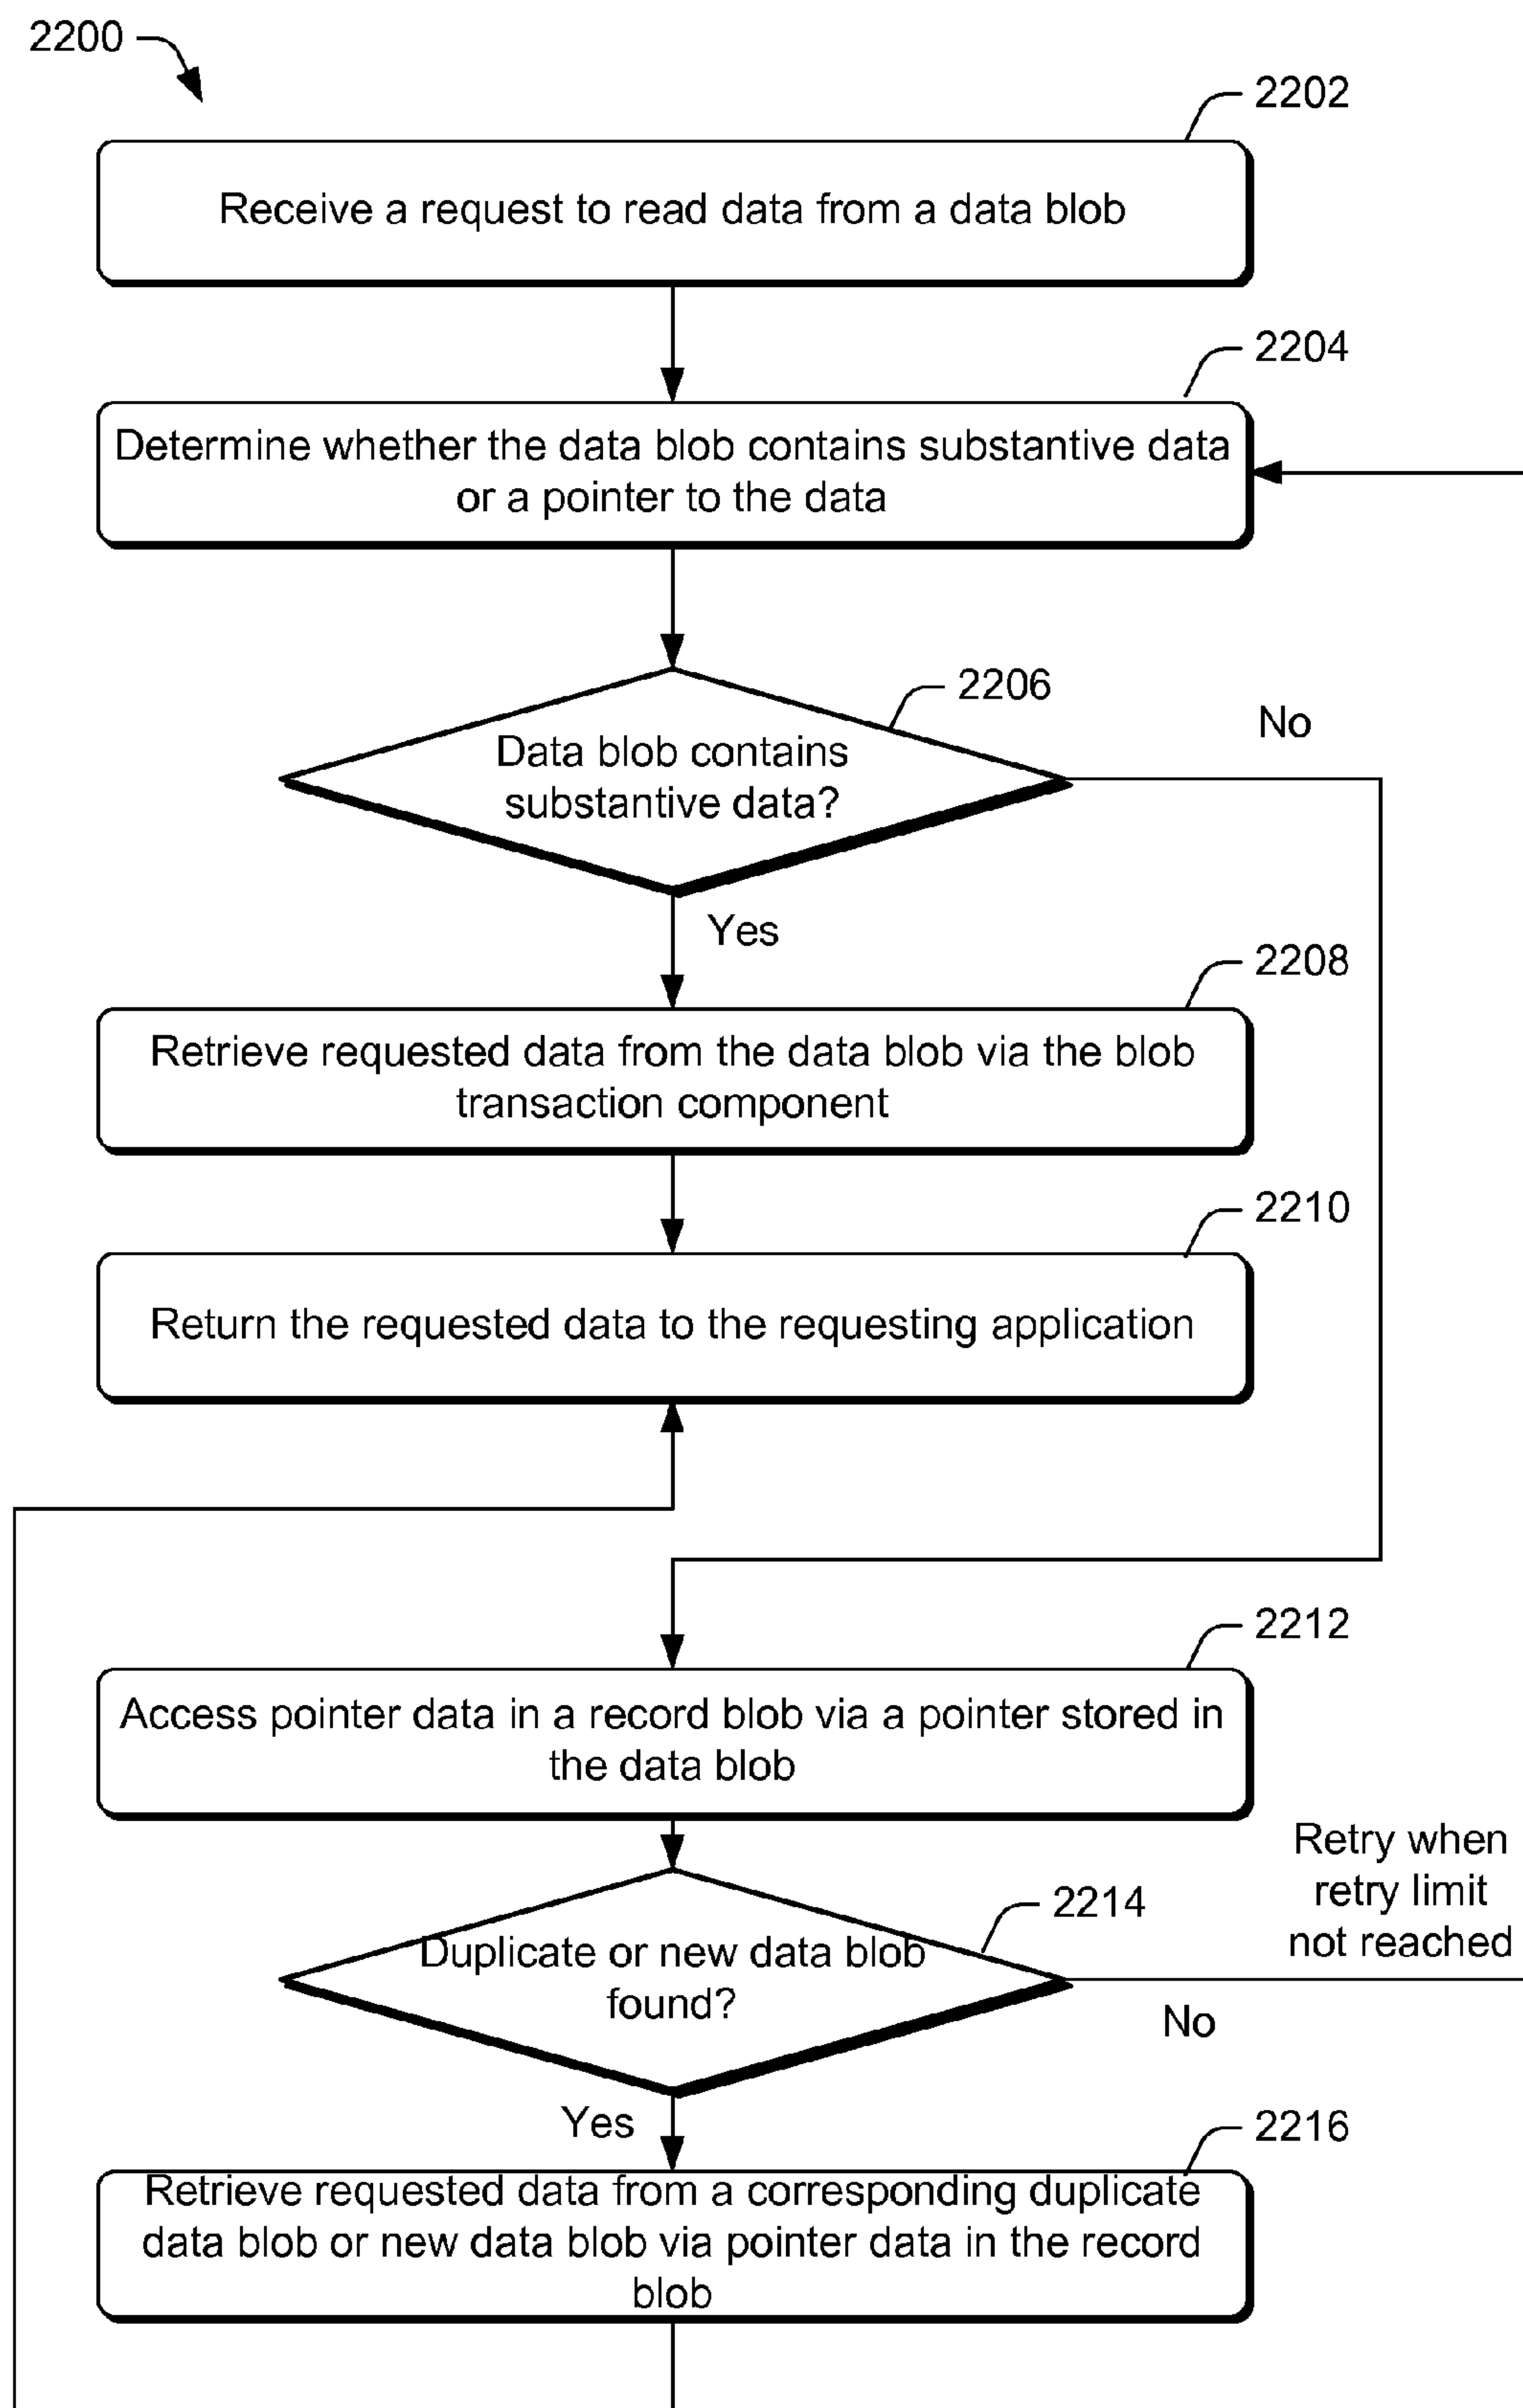 2200
2202
Receive a request to read data from a data blob
2204
Determine whether the data blob contains substantive data
or a pointer to the data
2206
No
Data blob contains
substantive data?
Yes
2208
Retrieve requested data from the data blob via the blob
transaction component
2210
Return the requested data to the requesting application
2212
Access pointer data in a record blob via a pointer stored in
the data blob
Retry when
retry limit
not reached
2214
Duplicate or new data blob
found?
No
Yes
2216
Retrieve requested data from a corresponding duplicate
data blob or new data blob via pointer data in the record
blob